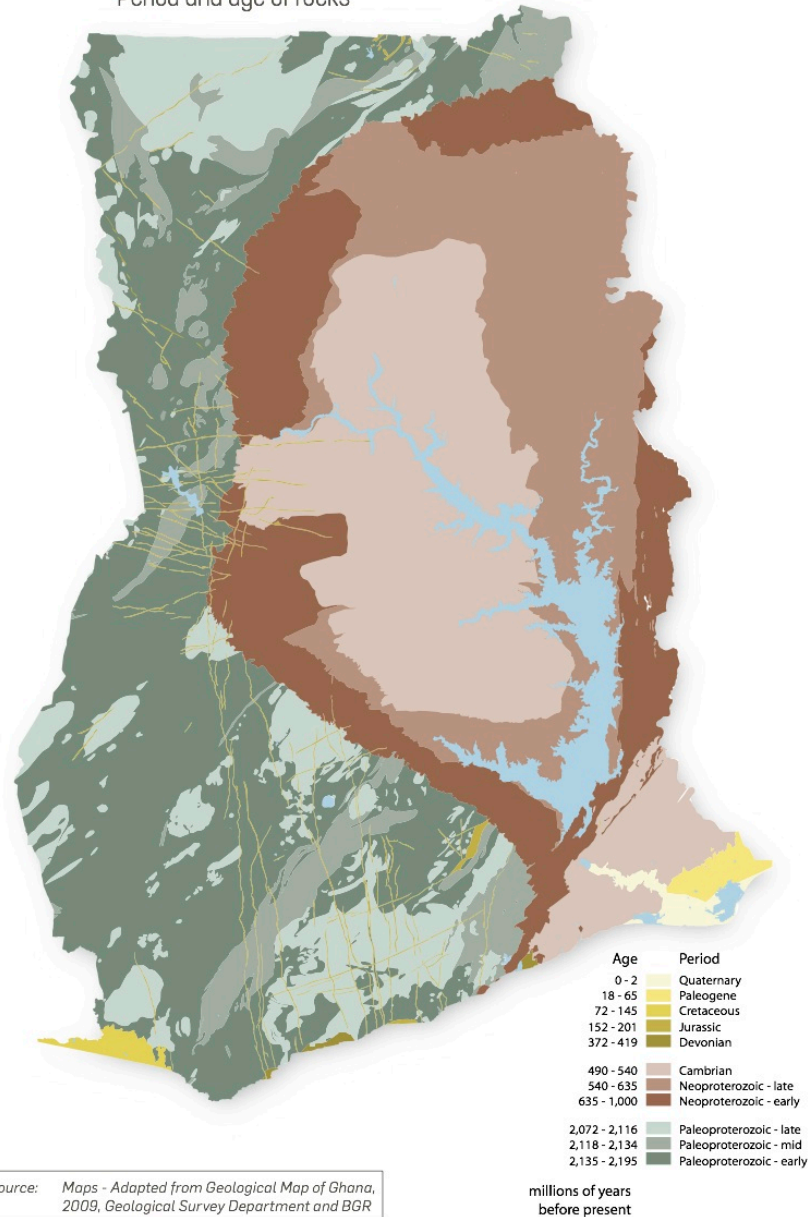 Period and age of rocks
Age Period
0 - 2 Quaternary
18 - 65 Paleogene
72 - 145 Cretaceous
152 - 201 Jurassic
372 - 419 Devonian
490 - 540 Cambrian
540 - 635 Neoproterozoic - late
635 - 1,000 Neoproterozoic - early
2,072 - 2,116 Paleoproterozoic - late
2,118 - 2,134 Paleoproterozoic - mid
2,135 - 2,195 Paleoproterozoic - early
millions of years
before present
ource: Maps - Adapted from Geological Map of Ghana,
2009, Geological Survey Department and BGR